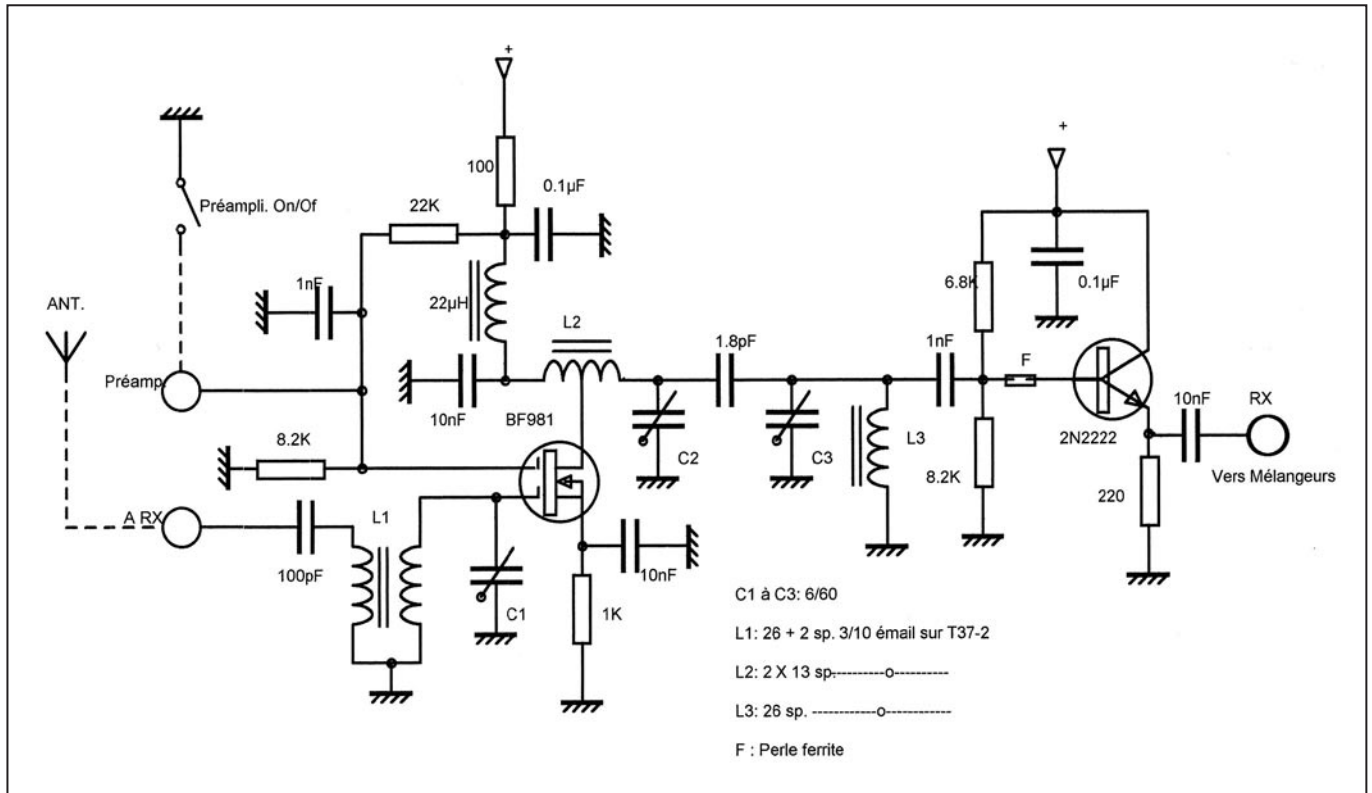 +
100
0.1µF
Préampli. On/Of
22K
+
1nF
ANT.
22µH
6.8K
0.1µF
L2
1.8pF
1nF
F
Préamp.
10nF
BF981
10nF
RX
8.2K
C2
C3
L3
2N2222
Vers Mélangeurs
8.2K
220
A RX
L1
100pF
C1
10nF
1K
C1 à C3: 6/60
L1: 26 + 2 sp. 3/10 émail sur T37-2
L2: 2 X 13 sp.----------o----------
L3: 26 sp. ------------o------------
F : Perle ferrite